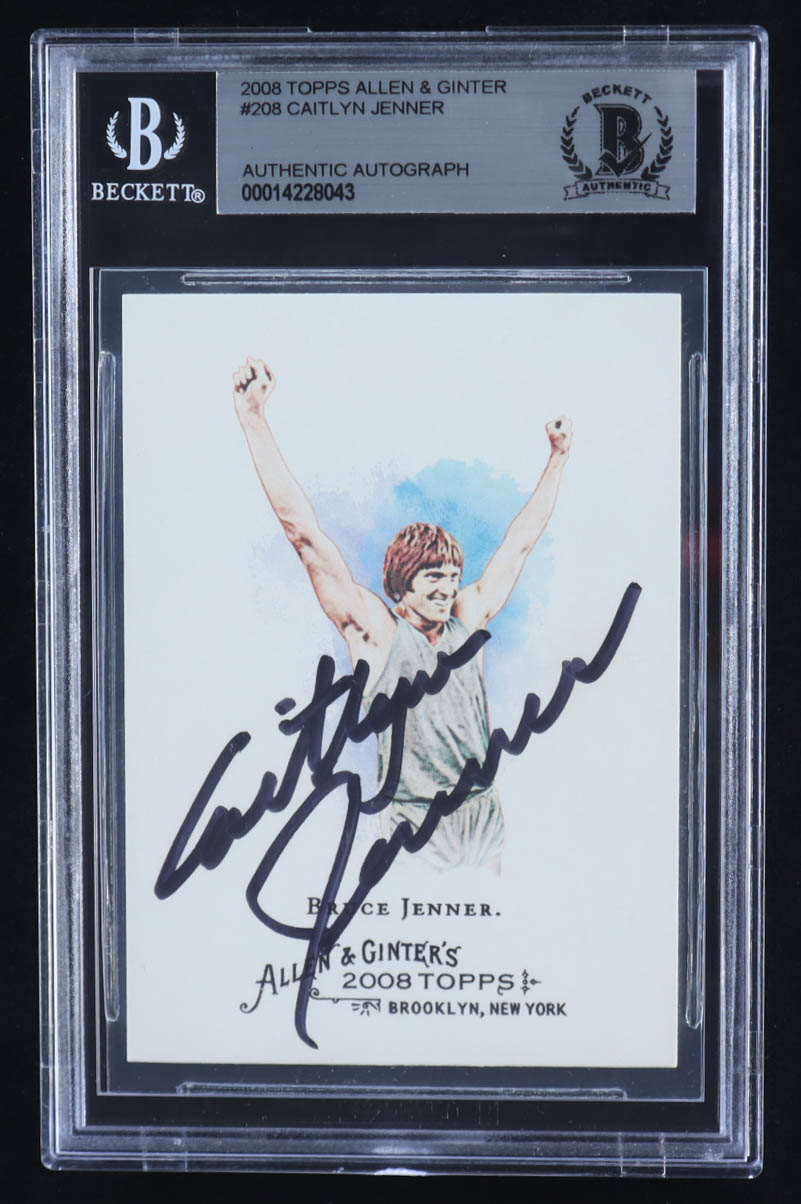 B
BECKETT®
2008 TOPPS ALLEN & GINTER
#208 CAITLYN JENNER
AUTHENTIC AUTOGRAPH
00014228043
BECKETT
B
AUTHENTIC
Caitlyn
Jenner
BRUCE JENNER.
ALLEN & GINTER'S
2008 TOPPS
BROOKLYN, NEW YORK